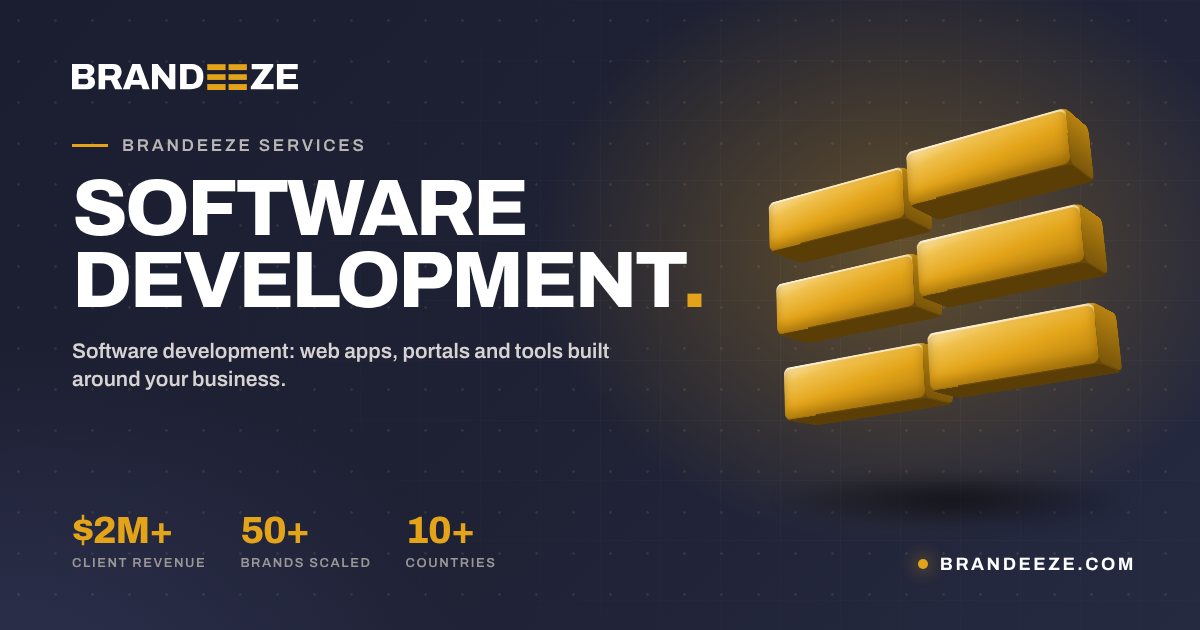 BRANDEEZE
BRANDEEZE SERVICES
SOFTWARE
DEVELOPMENT.
Software development: web apps, portals and tools built
around your business.
$2M+ 50+ 10+
CLIENT REVENUE BRANDS SCALED COUNTRIES
BRANDEEZE.COM